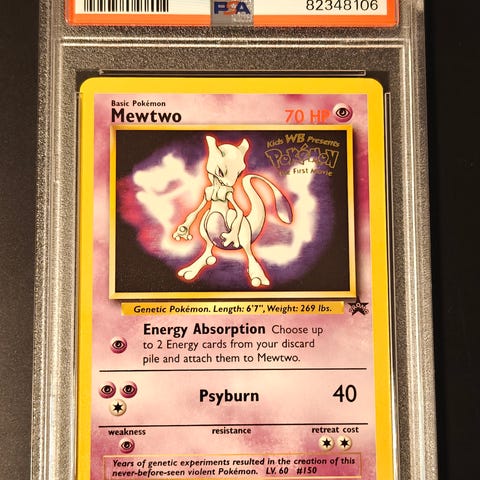 PSA 82348106
Basic Pokémon
Mewtwo 70 HP
Kids WB Presents
POKéMON
The First Movie
Genetic Pokémon. Length: 6'7", Weight: 269 lbs.
PROMO
Energy Absorption Choose up
to 2 Energy cards from your discard
pile and attach them to Mewtwo.
Psyburn 40
weakness resistance retreat cost
Years of genetic experiments resulted in the creation of this
never-before-seen violent Pokémon. LV. 60 #150